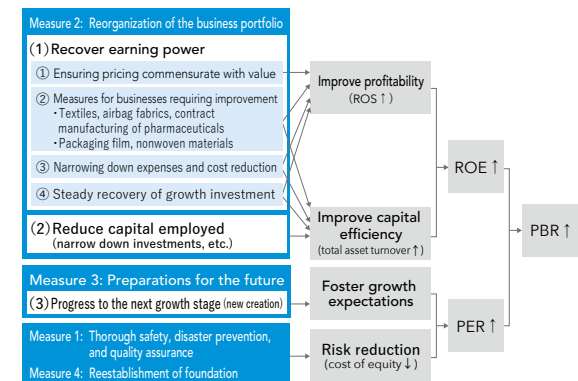 Measure 2: Reorganization of the business portfolio
(1) Recover earning power
① Ensuring pricing commensurate with value
② Measures for businesses requiring improvement
・Textiles, airbag fabrics, contract
manufacturing of pharmaceuticals
・Packaging film, nonwoven materials
③ Narrowing down expenses and cost reduction
④ Steady recovery of growth investment
(2) Reduce capital employed
(narrow down investments, etc.)
Measure 3: Preparations for the future
(3) Progress to the next growth stage (new creation)
Measure 1: Thorough safety, disaster prevention,
and quality assurance
Measure 4: Reestablishment of foundation
Improve profitability
(ROS↑)
Improve capital
efficiency
(total asset turnover↑)
Foster growth
expectations
Risk reduction
(cost of equity↓)
ROE↑
PER↑
PBR↑